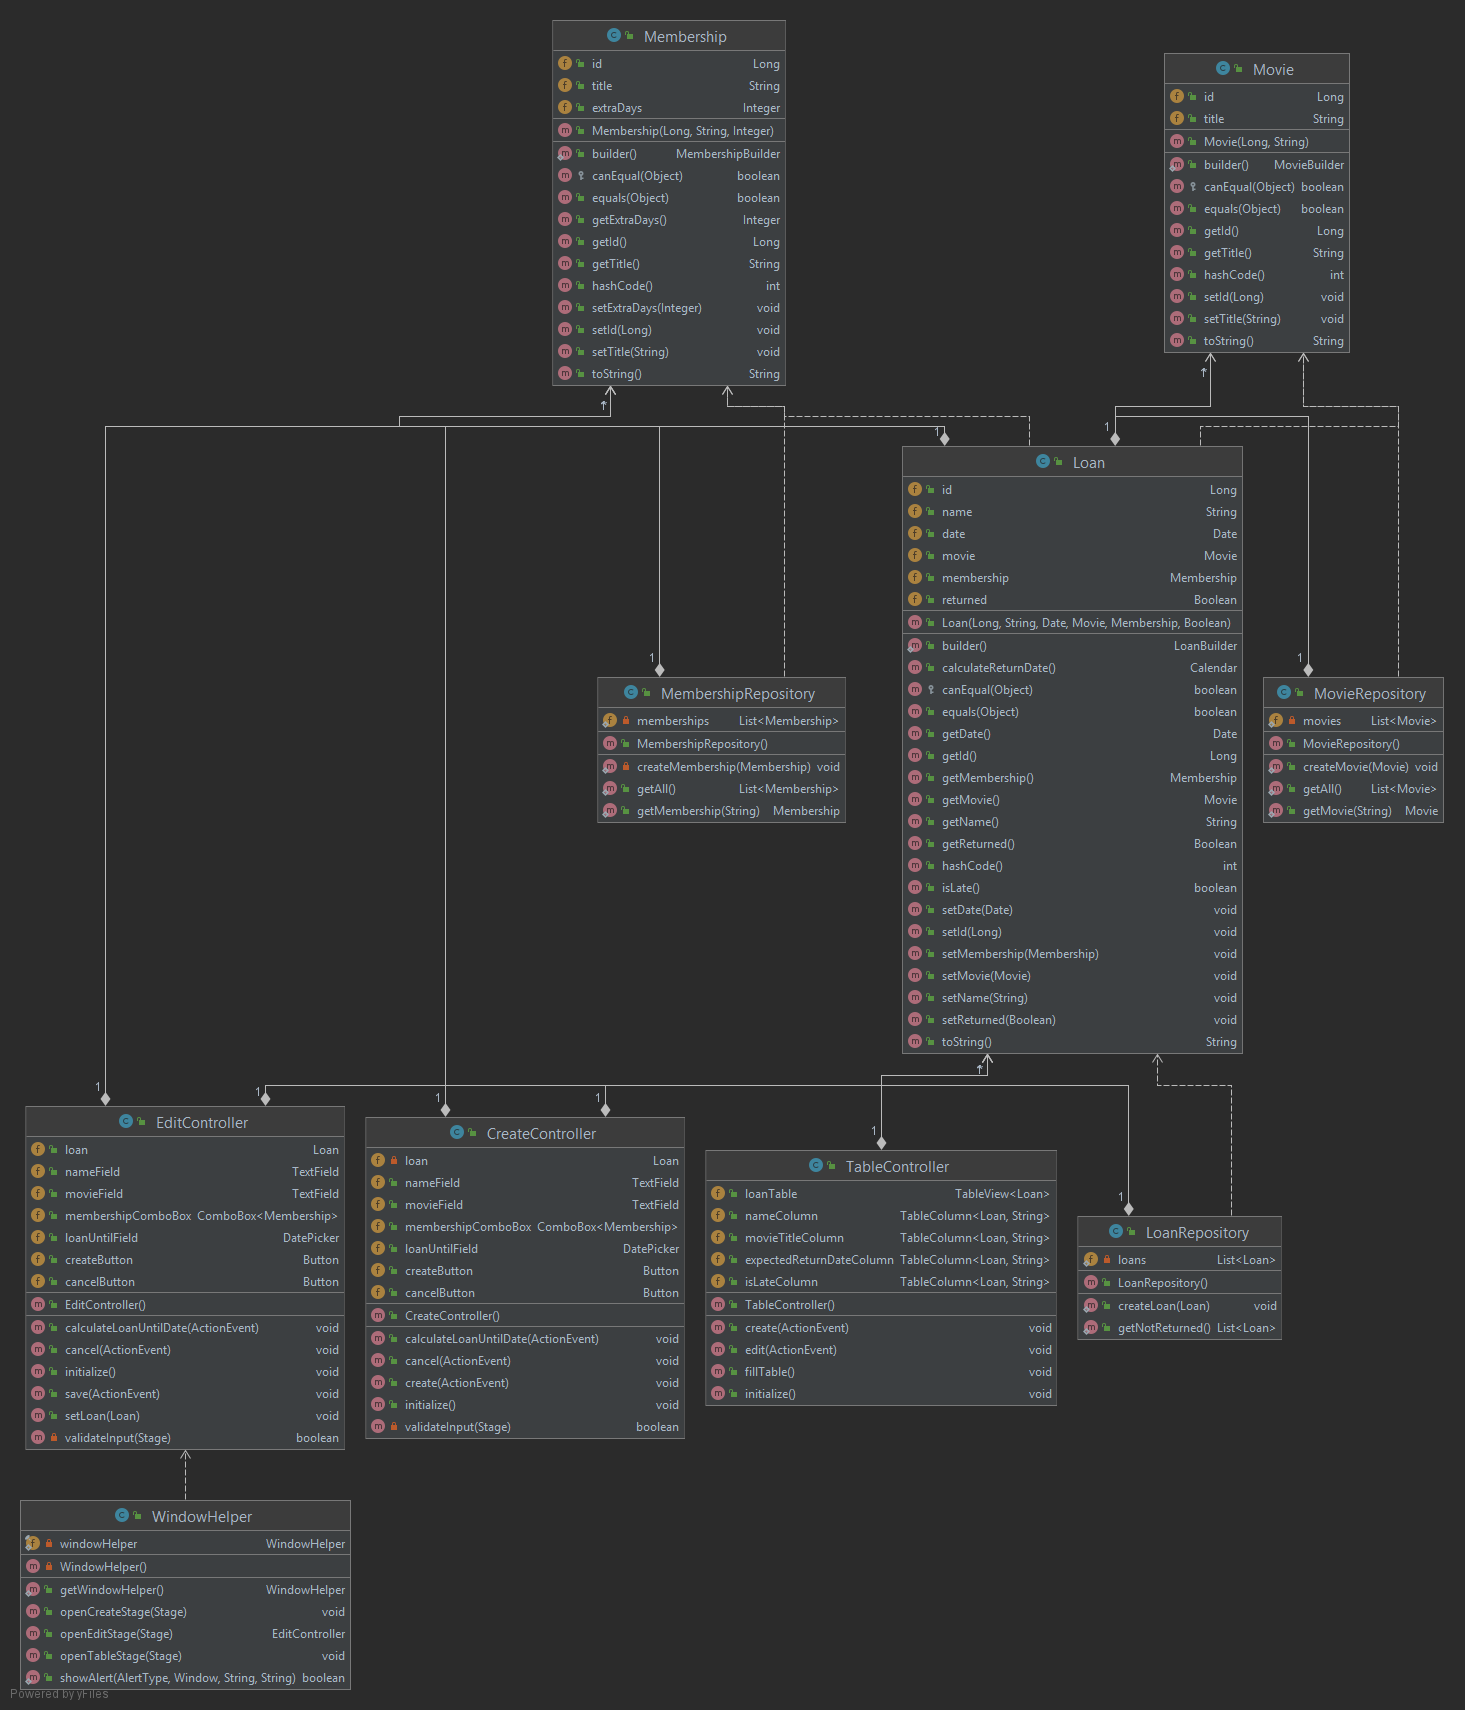 Membership
id Long
title String
extraDays Integer
Membership(Long, String, Integer)
builder() MembershipBuilder
canEqual(Object) boolean
equals(Object) boolean
getExtraDays() Integer
getId() Long
getTitle() String
hashCode() int
setExtraDays(Integer) void
setId(Long) void
setTitle(String) void
toString() String
Movie
id Long
title String
Movie(Long, String)
builder() MovieBuilder
canEqual(Object) boolean
equals(Object) boolean
getId() Long
getTitle() String
hashCode() int
setId(Long) void
setTitle(String) void
toString() String
1
1
1
1
Loan
id Long
name String
date Date
movie Movie
membership Membership
returned Boolean
Loan(Long, String, Date, Movie, Membership, Boolean)
builder() LoanBuilder
calculateReturnDate() Calendar
canEqual(Object) boolean
equals(Object) boolean
getDate() Date
getId() Long
getMembership() Membership
getMovie() Movie
getName() String
getReturned() Boolean
hashCode() int
isLate() boolean
setDate(Date) void
setId(Long) void
setMembership(Membership) void
setMovie(Movie) void
setName(String) void
setReturned(Boolean) void
toString() String
1
MembershipRepository
memberships List<Membership>
MembershipRepository()
createMembership(Membership) void
getAll() List<Membership>
getMembership(String) Membership
1
MovieRepository
movies List<Movie>
MovieRepository()
createMovie(Movie) void
getAll() List<Movie>
getMovie(String) Movie
1
1
1
EditController
loan Loan
nameField TextField
movieField TextField
membershipComboBox ComboBox<Membership>
loanUntilField DatePicker
createButton Button
cancelButton Button
EditController()
calculateLoanUntilDate(ActionEvent) void
cancel(ActionEvent) void
initialize() void
save(ActionEvent) void
setLoan(Loan) void
validateInput(Stage) boolean
1
1
CreateController
loan Loan
nameField TextField
movieField TextField
membershipComboBox ComboBox<Membership>
loanUntilField DatePicker
createButton Button
cancelButton Button
CreateController()
calculateLoanUntilDate(ActionEvent) void
cancel(ActionEvent) void
create(ActionEvent) void
initialize() void
validateInput(Stage) boolean
1
TableController
loanTable TableView<Loan>
nameColumn TableColumn<Loan, String>
movieTitleColumn TableColumn<Loan, String>
expectedReturnDateColumn TableColumn<Loan, String>
isLateColumn TableColumn<Loan, String>
TableController()
create(ActionEvent) void
edit(ActionEvent) void
fillTable() void
initialize() void
1
LoanRepository
loans List<Loan>
LoanRepository()
createLoan(Loan) void
getNotReturned() List<Loan>
WindowHelper
windowHelper WindowHelper
WindowHelper()
getWindowHelper() WindowHelper
openCreateStage(Stage) void
openEditStage(Stage) EditController
openTableStage(Stage) void
showAlert(AlertType, Window, String, String) boolean
Powered by yFiles